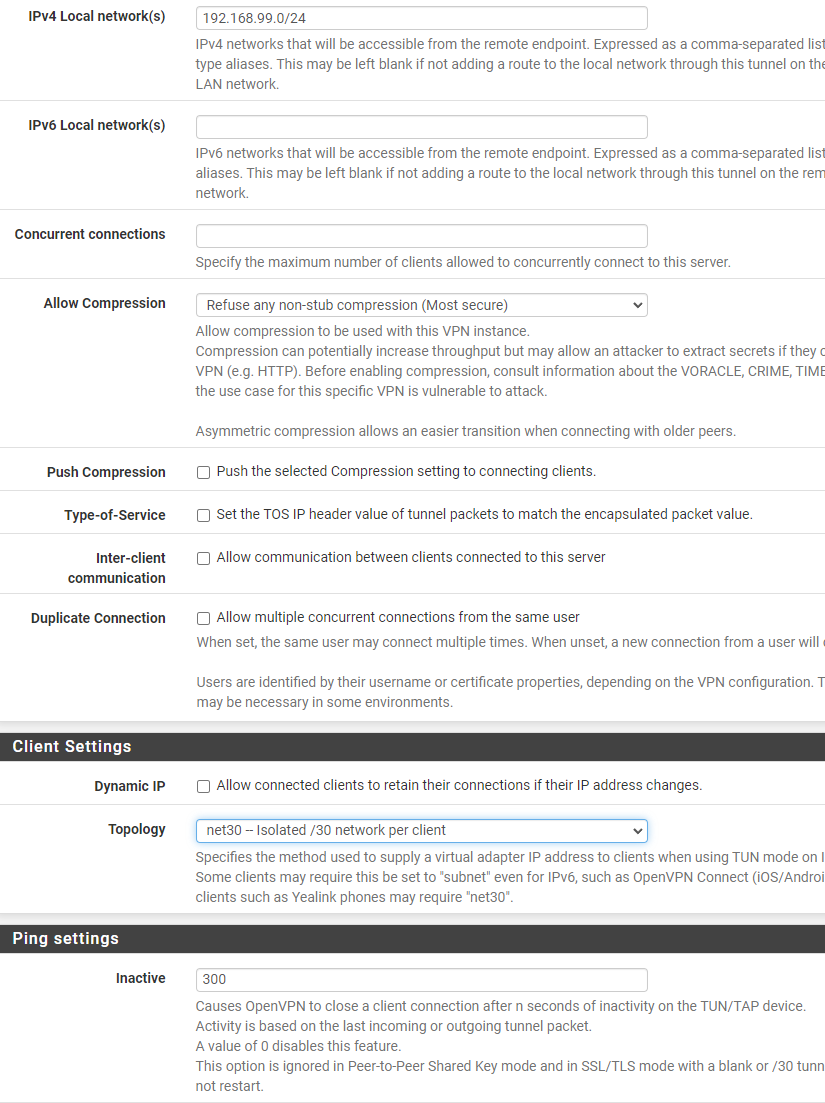 IPv4 Local network(s)
192.168.99.0/24
IPv4 networks that will be accessible from the remote endpoint. Expressed as a comma-separated list
type aliases. This may be left blank if not adding a route to the local network through this tunnel on the
LAN network.
IPv6 Local network(s)
IPv6 networks that will be accessible from the remote endpoint. Expressed as a comma-separated list
aliases. This may be left blank if not adding a route to the local network through this tunnel on the rem
network.
Concurrent connections
Specify the maximum number of clients allowed to concurrently connect to this server.
Allow Compression
Refuse any non-stub compression (Most secure)
Allow compression to be used with this VPN instance.
Compression can potentially increase throughput but may allow an attacker to extract secrets if they
VPN (e.g. HTTP). Before enabling compression, consult information about the VORACLE, CRIME, TIME
the use case for this specific VPN is vulnerable to attack.
Asymmetric compression allows an easier transition when connecting with older peers.
Push Compression
Push the selected Compression setting to connecting clients.
Type-of-Service
Set the TOS IP header value of tunnel packets to match the encapsulated packet value.
Inter-client
communication
Allow communication between clients connected to this server
Duplicate Connection
Allow multiple concurrent connections from the same user
When set, the same user may connect multiple times. When unset, a new connection from a user will
Users are identified by their username or certificate properties, depending on the VPN configuration. T
may be necessary in some environments.
Client Settings
Dynamic IP
Allow connected clients to retain their connections if their IP address changes.
Topology
net30 -- Isolated /30 network per client
Specifies the method used to supply a virtual adapter IP address to clients when using TUN mode on I
Some clients may require this be set to "subnet" even for IPv6, such as OpenVPN Connect (iOS/Androi
clients such as Yealink phones may require "net30".
Ping settings
Inactive
300
Causes OpenVPN to close a client connection after n seconds of inactivity on the TUN/TAP device.
Activity is based on the last incoming or outgoing tunnel packet.
A value of 0 disables this feature.
This option is ignored in Peer-to-Peer Shared Key mode and in SSL/TLS mode with a blank or /30 tunn
not restart.